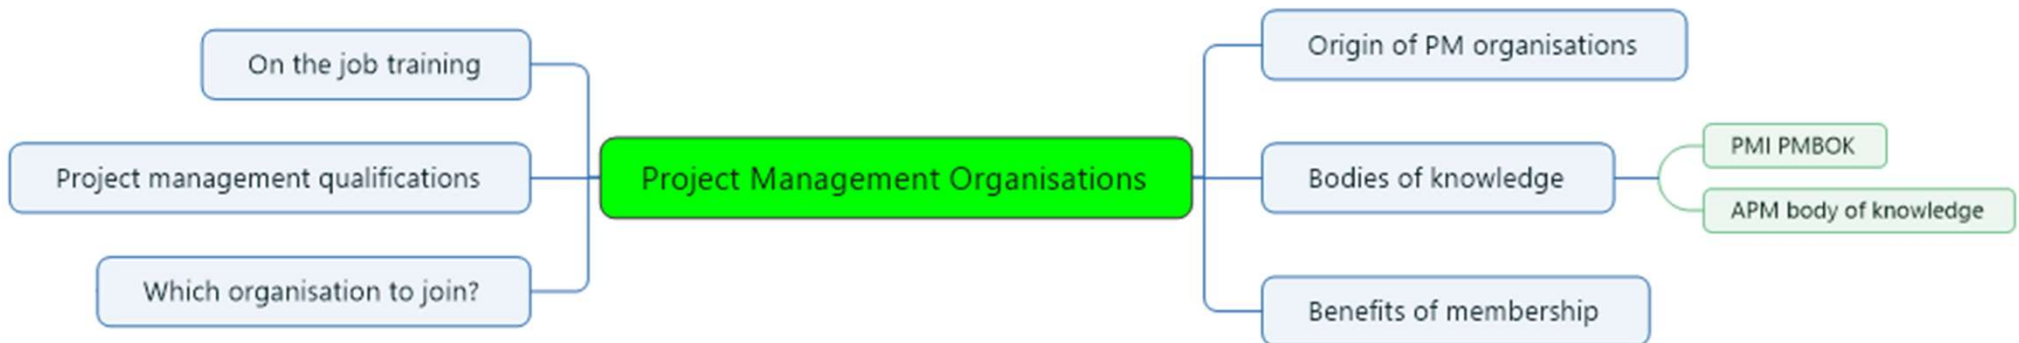 On the job training
Project management qualifications
Which organisation to join?
Project Management Organisations
Origin of PM organisations
Bodies of knowledge
PMI PMBOK
APM body of knowledge
Benefits of membership